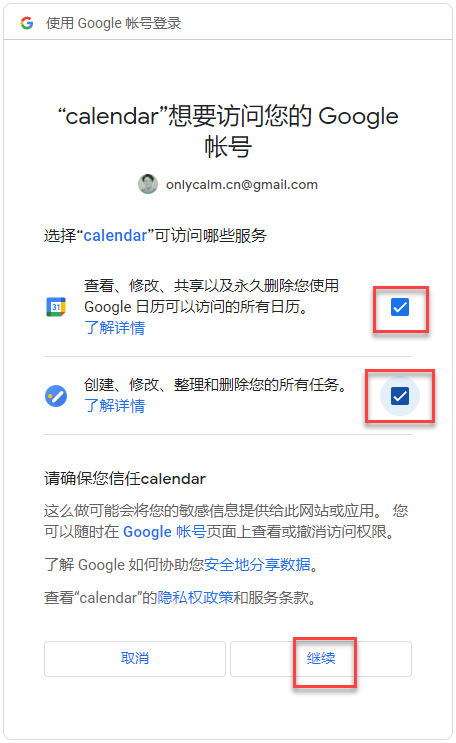 使用 Google 帐号登录
“calendar”想要访问您的 Google
帐号
onlycalm.cn@gmail.com
选择“calendar”可访问哪些服务
查看、修改、共享以及永久删除您使用
Google 日历可以访问的所有日历。
了解详情
创建、修改、整理和删除您的所有任务。
了解详情
请确保您信任calendar
这么做可能会将您的敏感信息提供给此网站或应用。 您
可以随时在 Google 帐号页面上查看或撤消访问权限。
了解 Google 如何协助您安全地分享数据。
查看“calendar”的隐私权政策和服务条款。
取消
继续